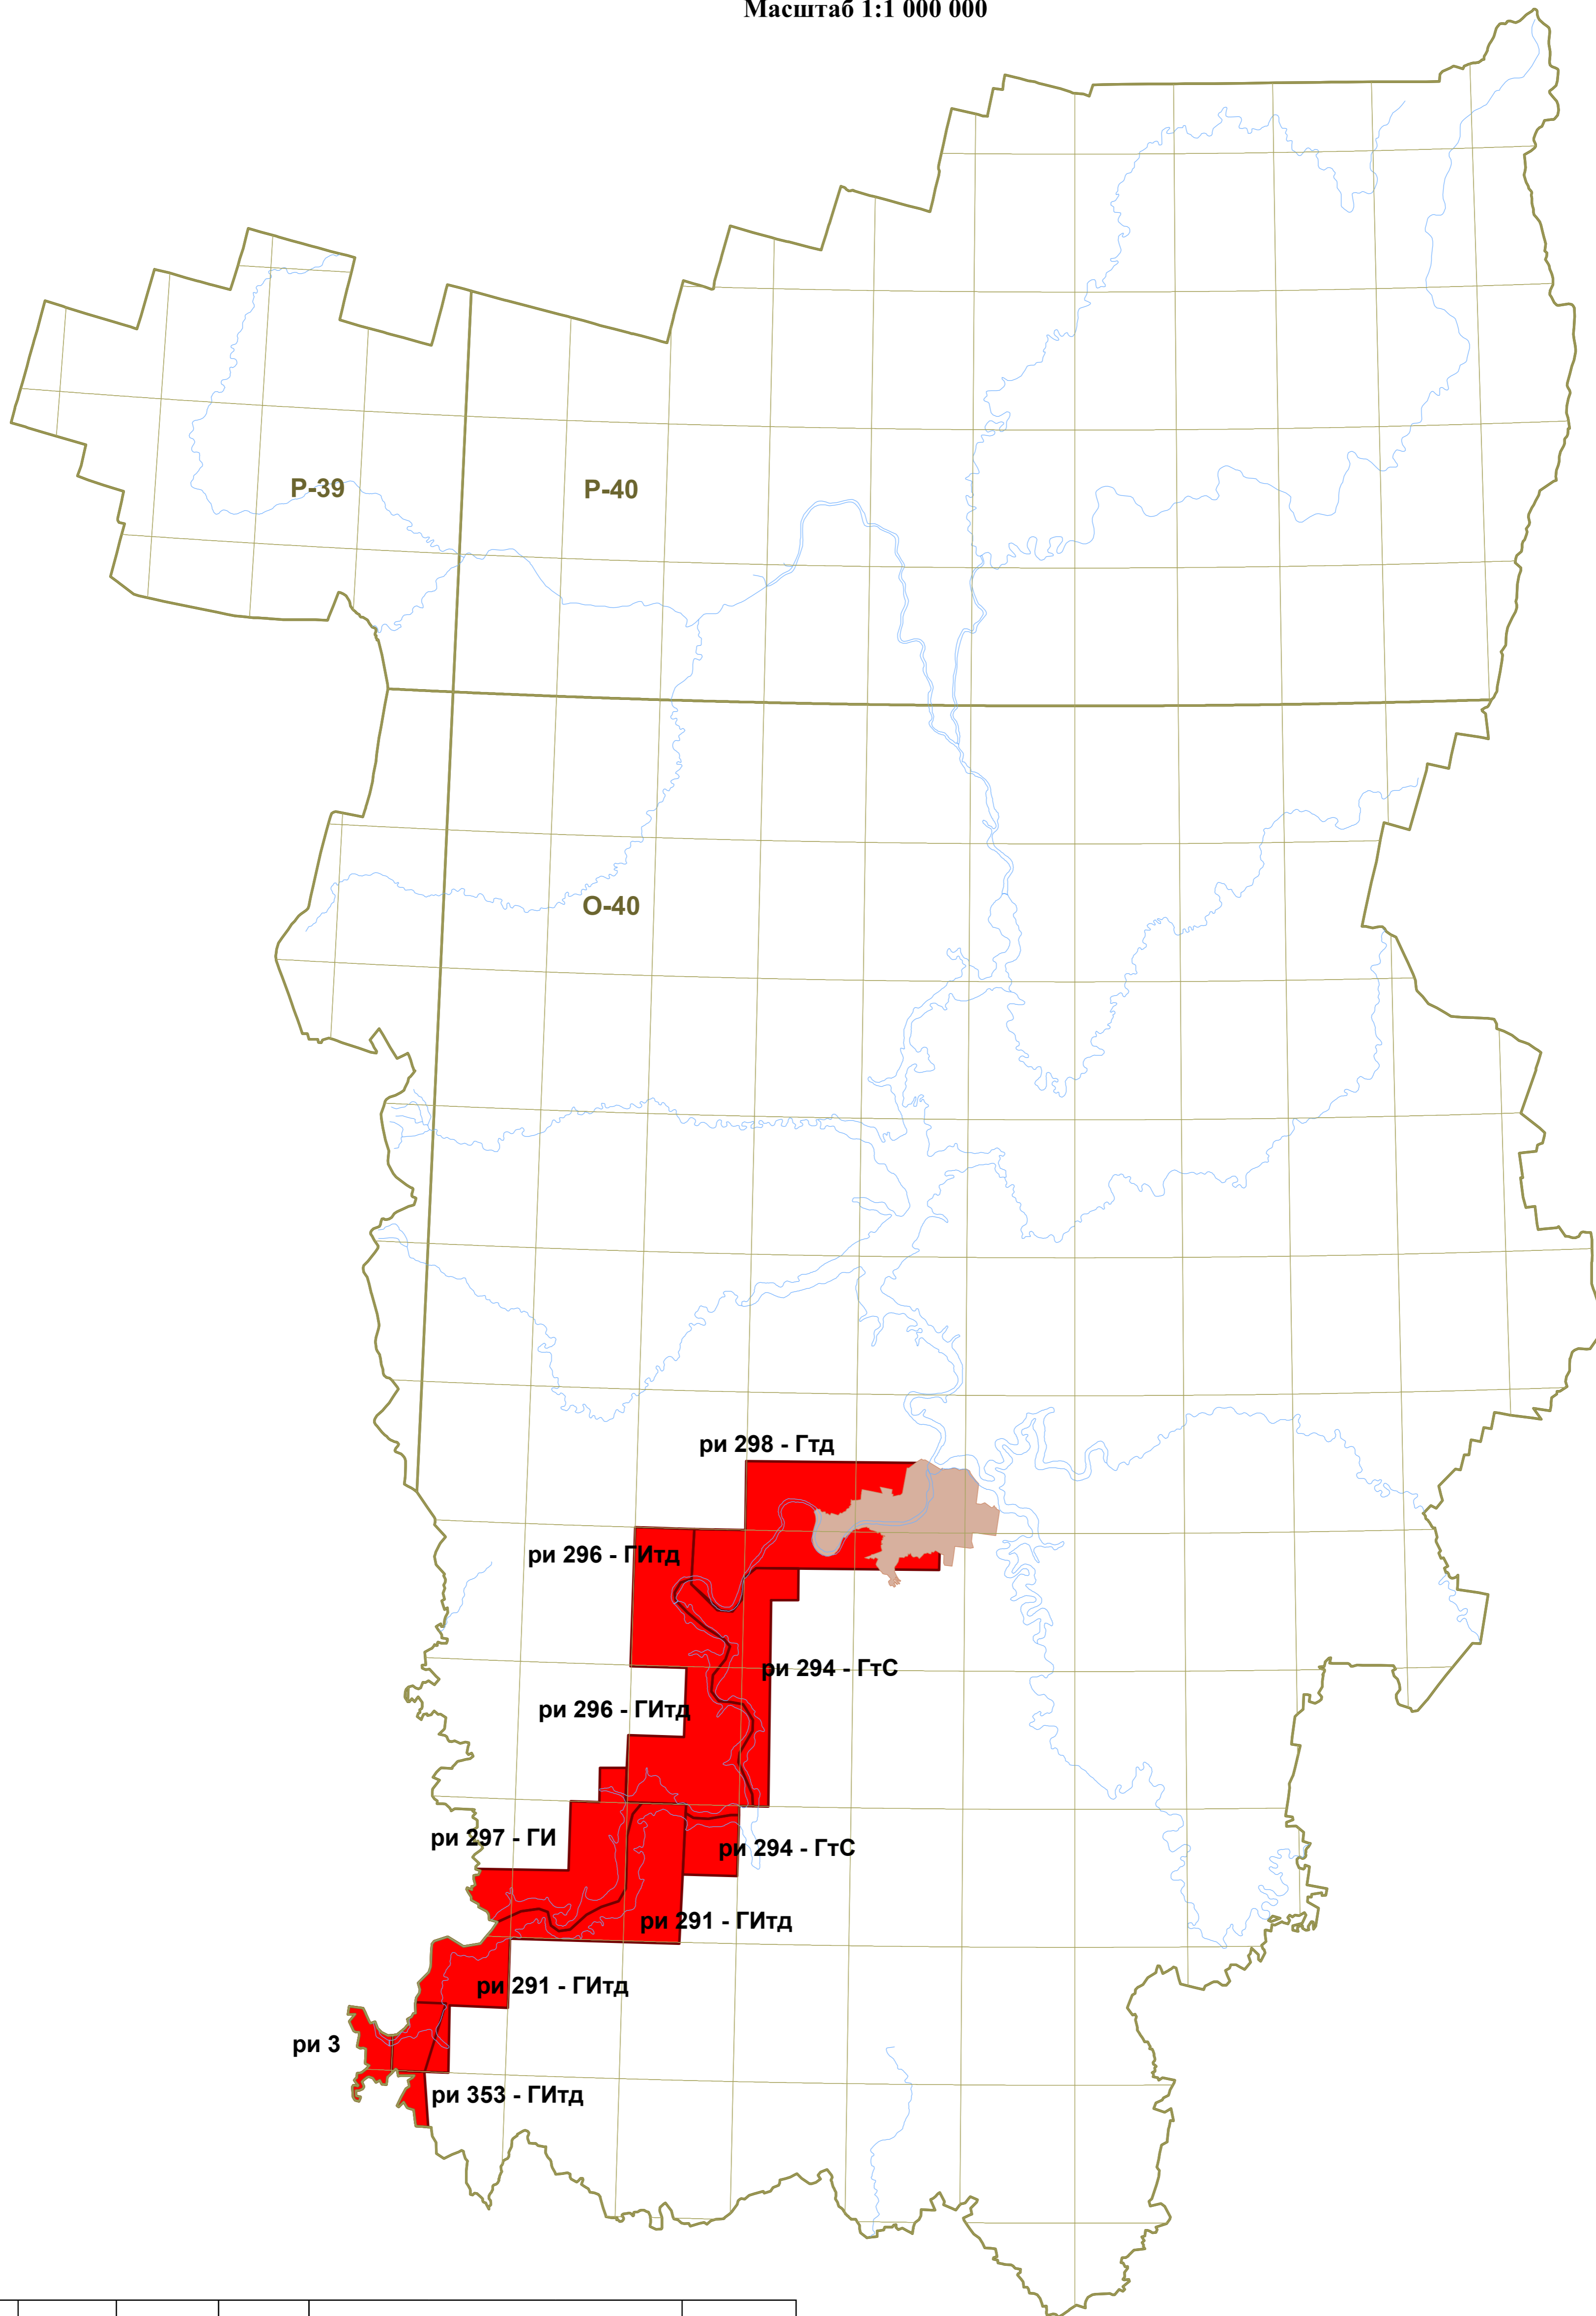 Масштаб 1:1 000 000
Р-39
Р-40
О-40
ри 298 - Гтд
ри 296 - ГИтд
ри 294 - ГтС
ри 296 - ГИтд
ри 297 - ГИ
ри 294 - ГтС
ри 291 - ГИтд
ри 291 - ГИтд
ри 3
ри 353 - ГИтд